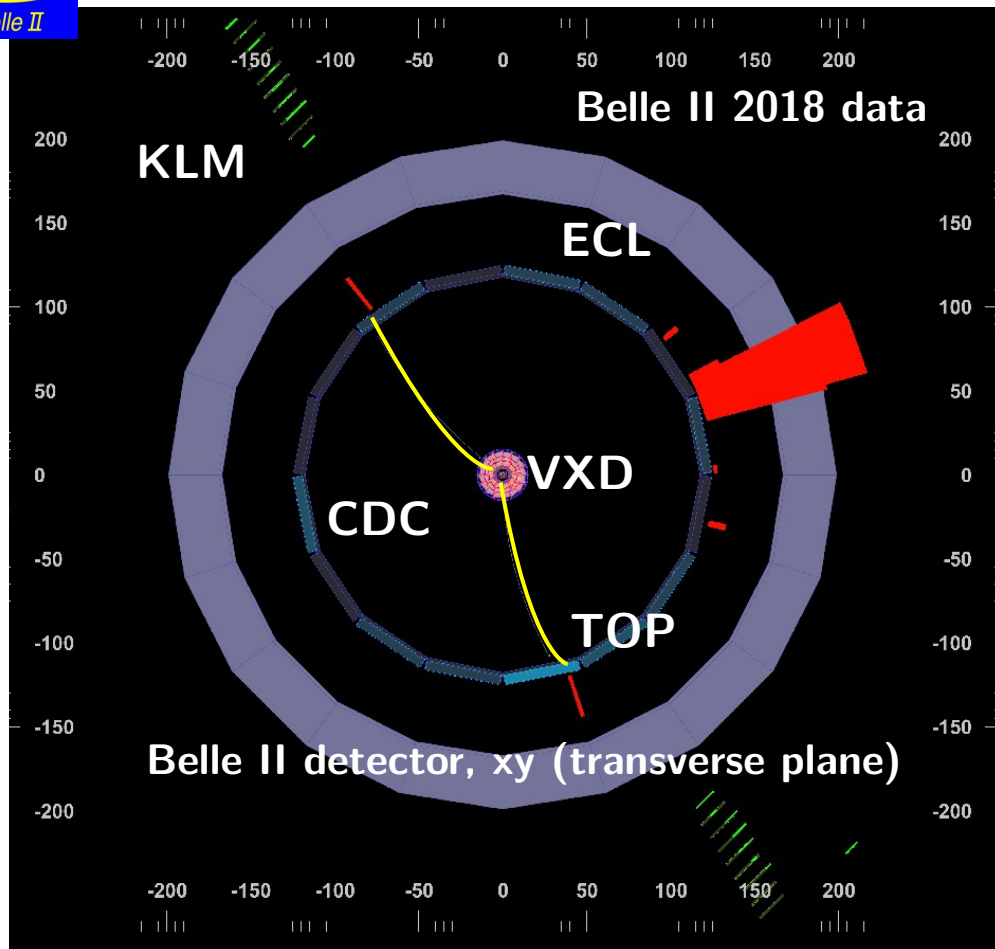 lle II
-200 -150 -100 -50 0 50 100 150 200
Belle II 2018 data
200 200
KLM
150 150
ECL
100 100
50 50
0 VXD 0
CDC
-50 -50
TOP
-100 -100
-150 -150
Belle II detector, xy (transverse plane)
-200 -200
-200 -150 -100 -50 0 50 100 150 200